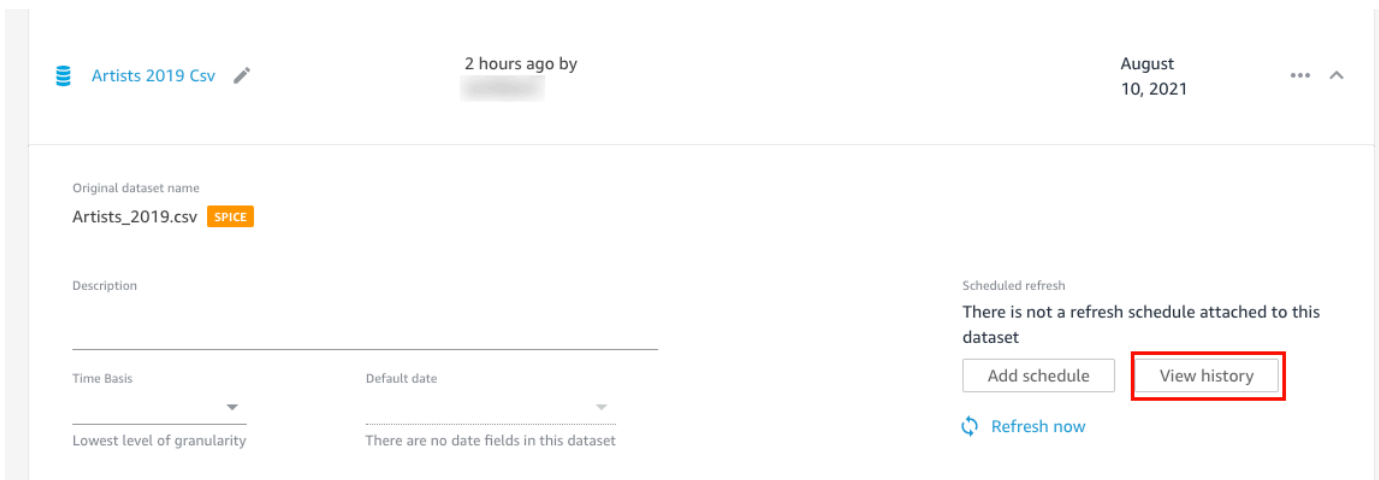 Artists 2019 Csv
2 hours ago by
August
10, 2021
Original dataset name
Artists_2019.csv SPICE
Description
Scheduled refresh
There is not a refresh schedule attached to this
dataset
Add schedule View history
Time Basis Default date
Lowest level of granularity There are no date fields in this dataset
Refresh now